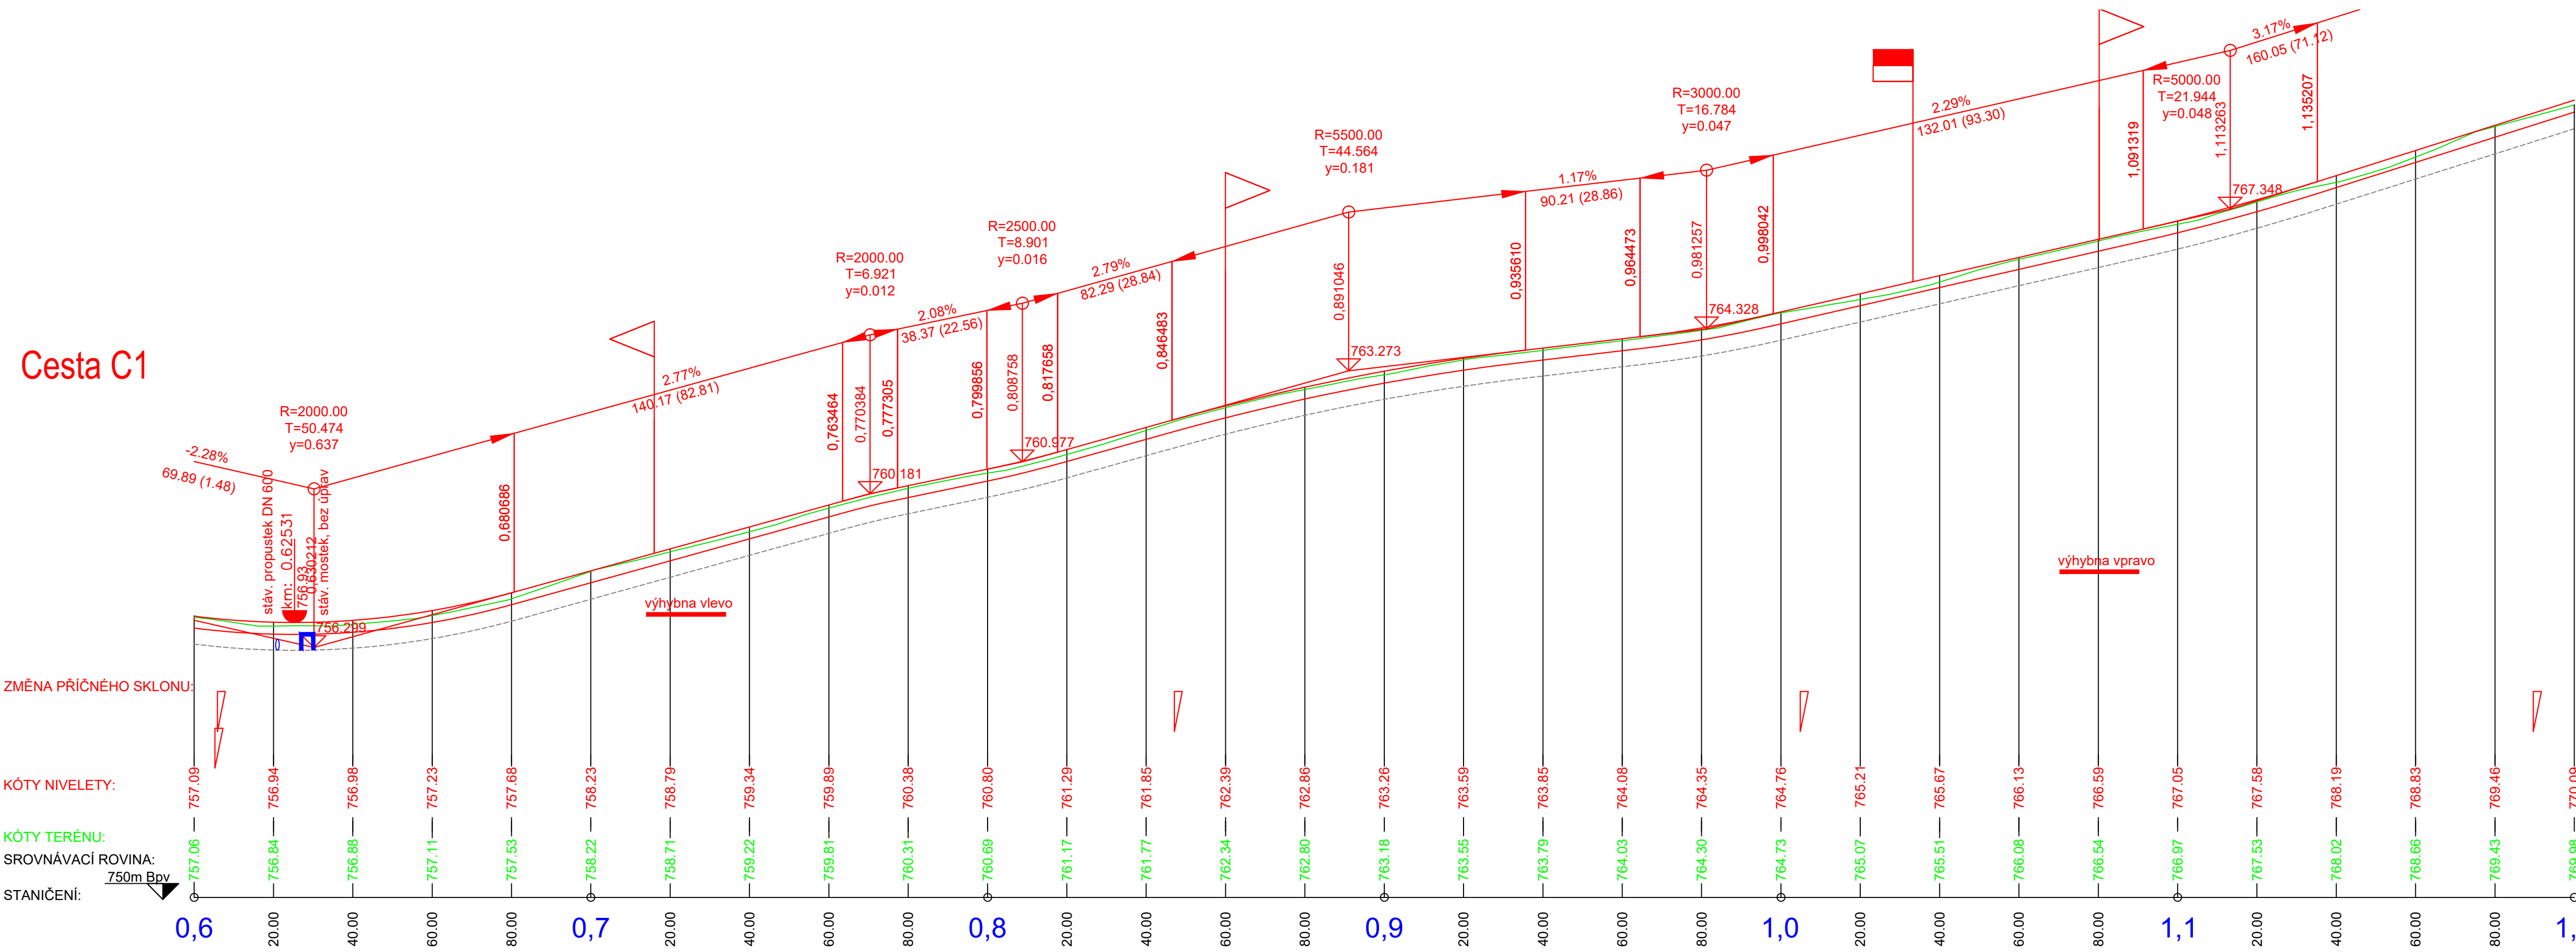 Cesta C1
-2.28%
69.89 (1.48)
R=2000.00
T=50.474
y=0.637
stáv. propustek DN 600
km: 0.62531
756.93
0,630212
stáv. mostek, bez úprav
756.299
0,680686
2.77%
140.17 (82.81)
výhybna vlevo
0,763464
R=2000.00
T=6.921
y=0.012
0,770384
760.181
0,777305
2.08%
38.37 (22.56)
0,799856
R=2500.00
T=8.901
y=0.016
0,808758
760.977
0,817658
2.79%
82.29 (28.84)
0,846483
R=5500.00
T=44.564
y=0.181
0,891046
763.273
0,935610
1.17%
90.21 (28.86)
0,964473
R=3000.00
T=16.784
y=0.047
0,981257
764.328
0,998042
2.29%
132.01 (93.30)
výhybna vpravo
1,091319
R=5000.00
T=21.944
y=0.048
1,113263
767.348
3.17%
160.05 (71.12)
1,135207
ZMĚNA PŘÍČNÉHO SKLONU:
KÓTY NIVELETY:
757.09 756.94 756.98 757.23 757.68 758.23 758.79 759.34 759.89 760.38 760.80 761.29 761.85 762.39 762.86 763.26 763.59 763.85 764.08 764.35 764.76 765.21 765.67 766.13 766.59 767.05 767.58 768.19 768.83 769.46 770.09
KÓTY TERÉNU:
757.06 756.84 756.88 757.11 757.53 758.22 758.71 759.22 759.81 760.31 760.69 761.17 761.77 762.34 762.80 763.18 763.55 763.79 764.03 764.30 764.73 765.07 765.51 766.08 766.54 766.97 767.53 768.02 768.66 769.43 769.98
SROVNÁVACÍ ROVINA:
750m Bpv
STANIČENÍ:
0,6 20.00 40.00 60.00 80.00 0,7 20.00 40.00 60.00 80.00 0,8 20.00 40.00 60.00 80.00 0,9 20.00 40.00 60.00 80.00 1,0 20.00 40.00 60.00 80.00 1,1 20.00 40.00 60.00 80.00 1,